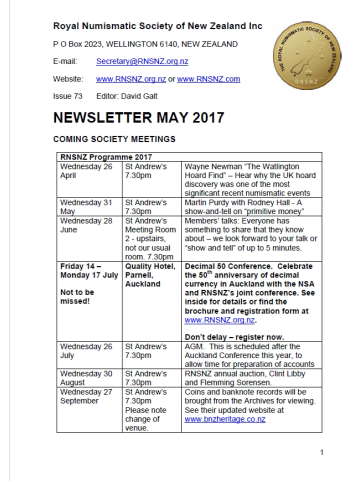 Royal Numismatic Society of New Zealand Inc
P O Box 2023, WELLINGTON 6140, NEW ZEALAND
E-mail: Secretary@RNSNZ.org.nz
Website: www.RNSNZ.org.nz or www.RNSNZ.com
Issue 73 Editor: David Galt
THE ROYAL NUMISMATIC SOCIETY OF NEW ZEALAND
RNSNZ
NEWSLETTER MAY 2017
COMING SOCIETY MEETINGS
RNSNZ Programme 2017
Wednesday 26 April
St Andrew's 7.30pm
Wayne Newman "The Watlington
Hoard Find" – Hear why the UK hoard
discovery was one of the most
significant recent numismatic events
Wednesday 31 May
St Andrew's 7.30pm
Martin Purdy with Rodney Hall - A
show-and-tell on "primitive money"
Wednesday 28 June
St Andrew's
Meeting Room
2 - upstairs,
not our usual
room. 7.30pm
Members' talks: Everyone has
something to share that they know
about – we look forward to your talk or
"show and tell" of up to 5 minutes.
Friday 14 –
Monday 17 July
Not to be
missed!
Quality Hotel,
Parnell,
Auckland
Decimal 50 Conference. Celebrate
the 50th anniversary of decimal
currency in Auckland with the NSA
and RNSNZ's joint conference. See
inside for details or find the
brochure and registration form at
www.RNSNZ.org.nz.
Don't delay – register now.
Wednesday 26 July
St Andrew's 7.30pm
AGM. This is scheduled after the
Auckland Conference this year, to
allow time for preparation of accounts
Wednesday 30 August
St Andrew's 7.30pm
RNSNZ annual auction, Clint Libby
and Flemming Sorensen.
Wednesday 27 September
St Andrew's
7.30pm
Please note
change of
venue.
Coins and banknote records will be
brought from the Archives for viewing.
See their updated website at
www.bnzheritage.co.nz
1